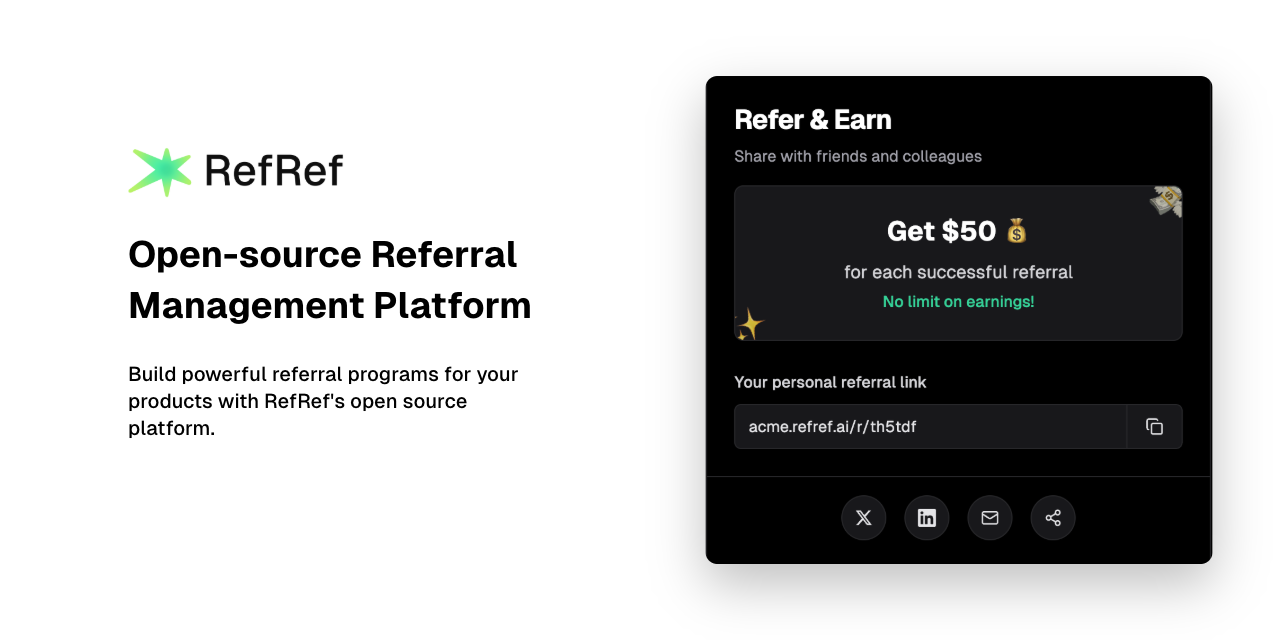 RefRef
Open-source Referral
Management Platform
Build powerful referral programs for your
products with RefRef's open source
platform.
Refer & Earn
Share with friends and colleagues
Get $50 💰
for each successful referral
No limit on earnings!
Your personal referral link
acme.refref.ai/r/th5tdf